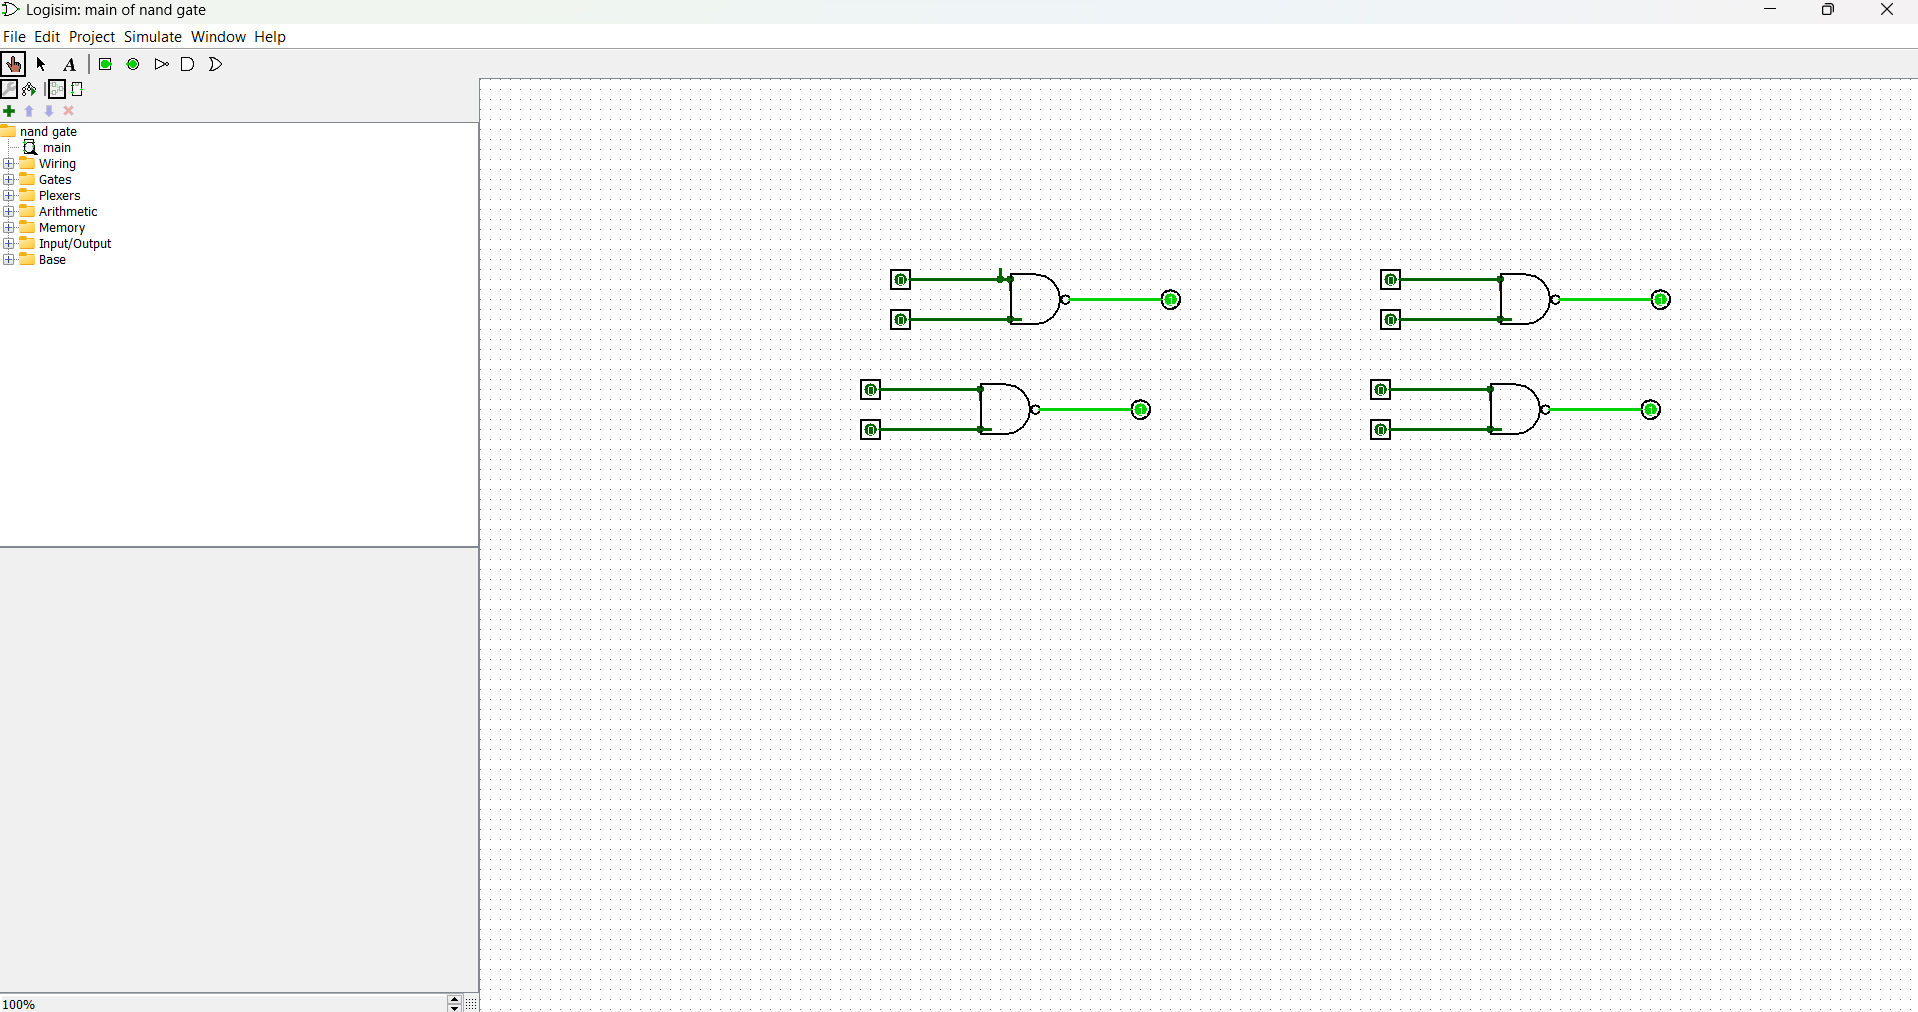 Logisim: main of nand gate
File Edit Project Simulate Window Help
A
nand gate
main
Wiring
Gates
Plexers
Arithmetic
Memory
Input/Output
Base
0 1 0 1
0 0
0 1 0 1
0 0
100%